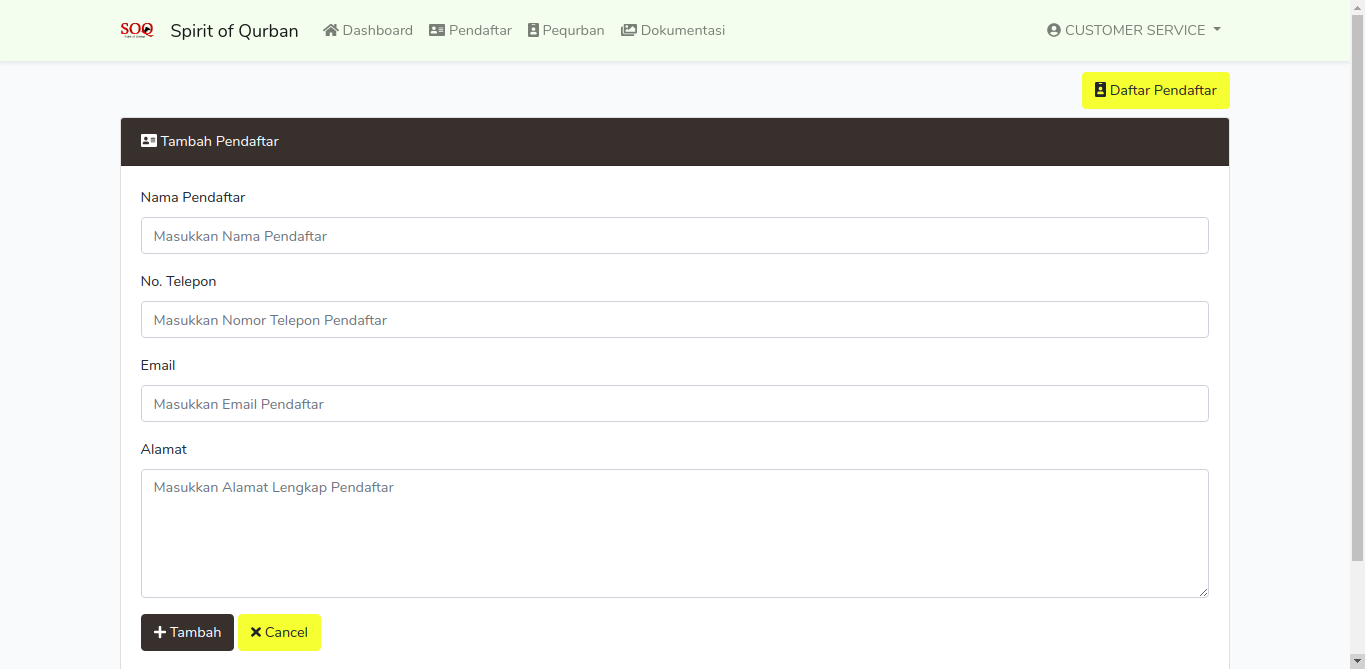 SOQ Spirit of Qurban Dashboard Pendaftar Pequrban Dokumentasi CUSTOMER SERVICE
Daftar Pendaftar
Tambah Pendaftar
Nama Pendaftar
Masukkan Nama Pendaftar
No. Telepon
Masukkan Nomor Telepon Pendaftar
Email
Masukkan Email Pendaftar
Alamat
Masukkan Alamat Lengkap Pendaftar
Tambah Cancel